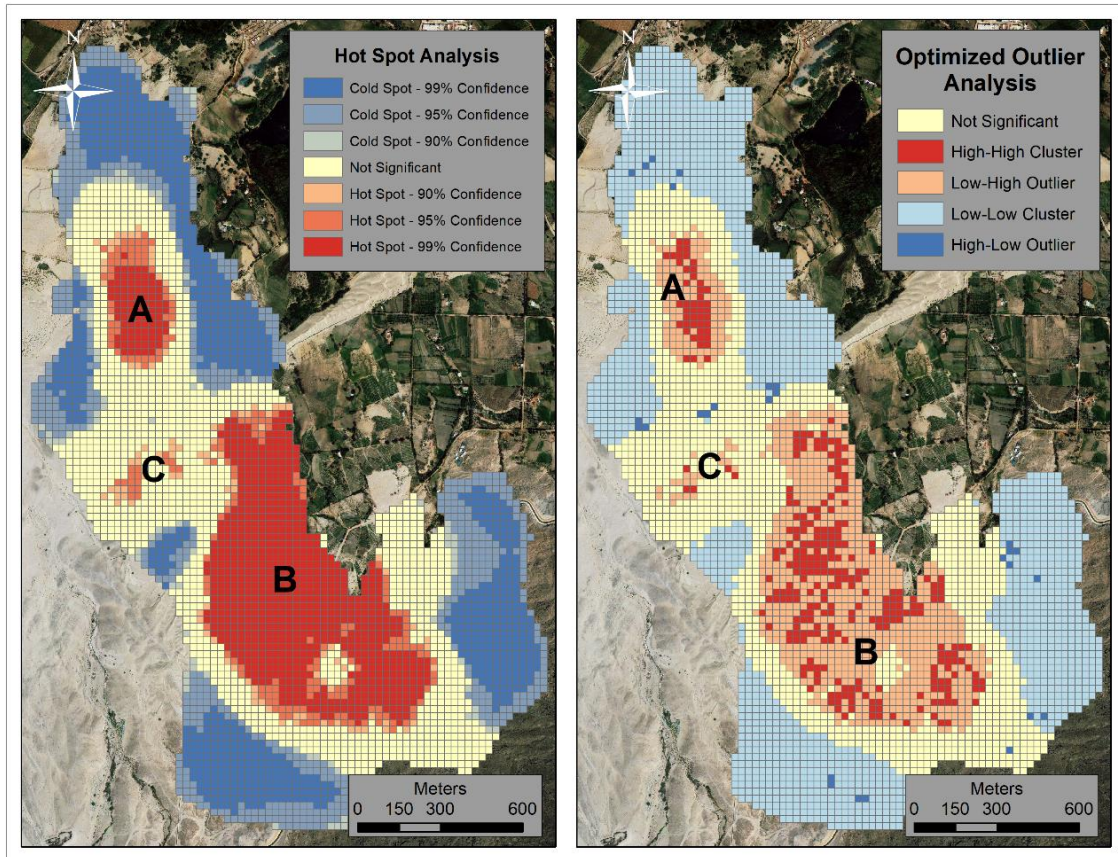 N
Hot Spot Analysis
Cold Spot - 99% Confidence
Cold Spot - 95% Confidence
Cold Spot - 90% Confidence
Not Significant
Hot Spot - 90% Confidence
Hot Spot - 95% Confidence
Hot Spot - 99% Confidence
A
C
B
Meters
0 150 300 600
N
Optimized Outlier
Analysis
Not Significant
High-High Cluster
Low-High Outlier
Low-Low Cluster
High-Low Outlier
A
C
B
Meters
0 150 300 600